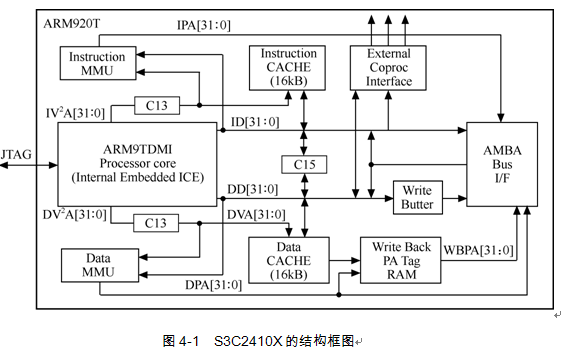 ARM920T
IPA[31:0]
Instruction
MMU
Instruction
CACHE
(16kB)
External
Coproc
Interface
C13
IV²A[31:0]
ID[31:0]
JTAG
ARM9TDMI
Processor core
(Internal Embedded ICE)
C15
AMBA
Bus
I/F
DD[31:0]
Write
Butter
DV²A[31:0]
C13
DVA[31:0]
Data
MMU
Data
CACHE
(16kB)
Write Back
PA Tag
RAM
WBPA[31:0]
DPA[31:0]
图 4-1 S3C2410X 的结构框图